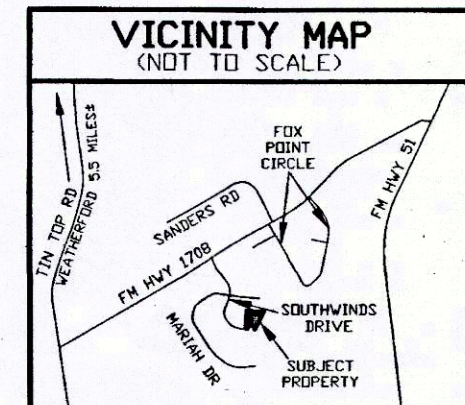 VICINITY MAP
(NOT TO SCALE)
TIN TOP RD
WEATHERFORD 5.5 MILES±
FOX
POINT
CIRCLE
FM HWY 51
SANDERS RD
FM HWY 1708
MARIAH DR
SOUTHWINDS
DRIVE
SUBJECT
PROPERTY